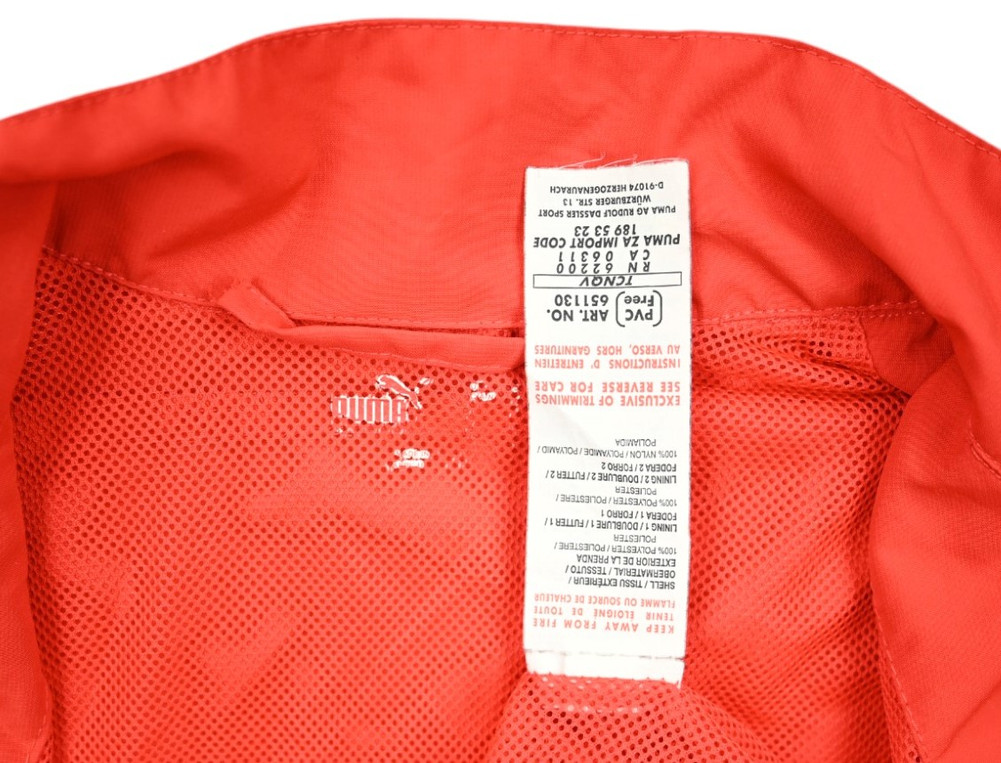 KEEP AWAY FROM FIRE
TENIR ELOIGNE DE TOUTE
FLAMME OU SOURCE DE CHALEUR
SHELL / TISSU EXTÉRIEUR /
OBERMATERIAL / TESSUTO /
EXTERIOR DE LA PRENDA
100% POLYESTER / POLIESTERE /
POLIESTER
LINING 1 / DOUBLURE 1 / FUTTER 1 /
FODERA 1 / FORRO 1
100% POLYESTER / POLIESTERE /
POLIESTER
LINING 2 / DOUBLURE 2 / FUTTER 2 /
FODERA 2 / FORRO 2
100% NYLON / POLYAMIDE / POLYAMID /
POLIAMIDA
EXCLUSIVE OF TRIMMINGS
SEE REVERSE FOR CARE
INSTRUCTIONS D' ENTRETIEN
AU VERSO, HORS GARNITURES
PVC Free ART. NO. 651130
TCNQV
RN 62200
CA 06311
PUMA ZA IMPORT CODE
189 53 23
PUMA AG RUDOLF DASSLER SPORT
WÜRZBURGER STR. 13
D-91074 HERZOGENAURACH
PUMA